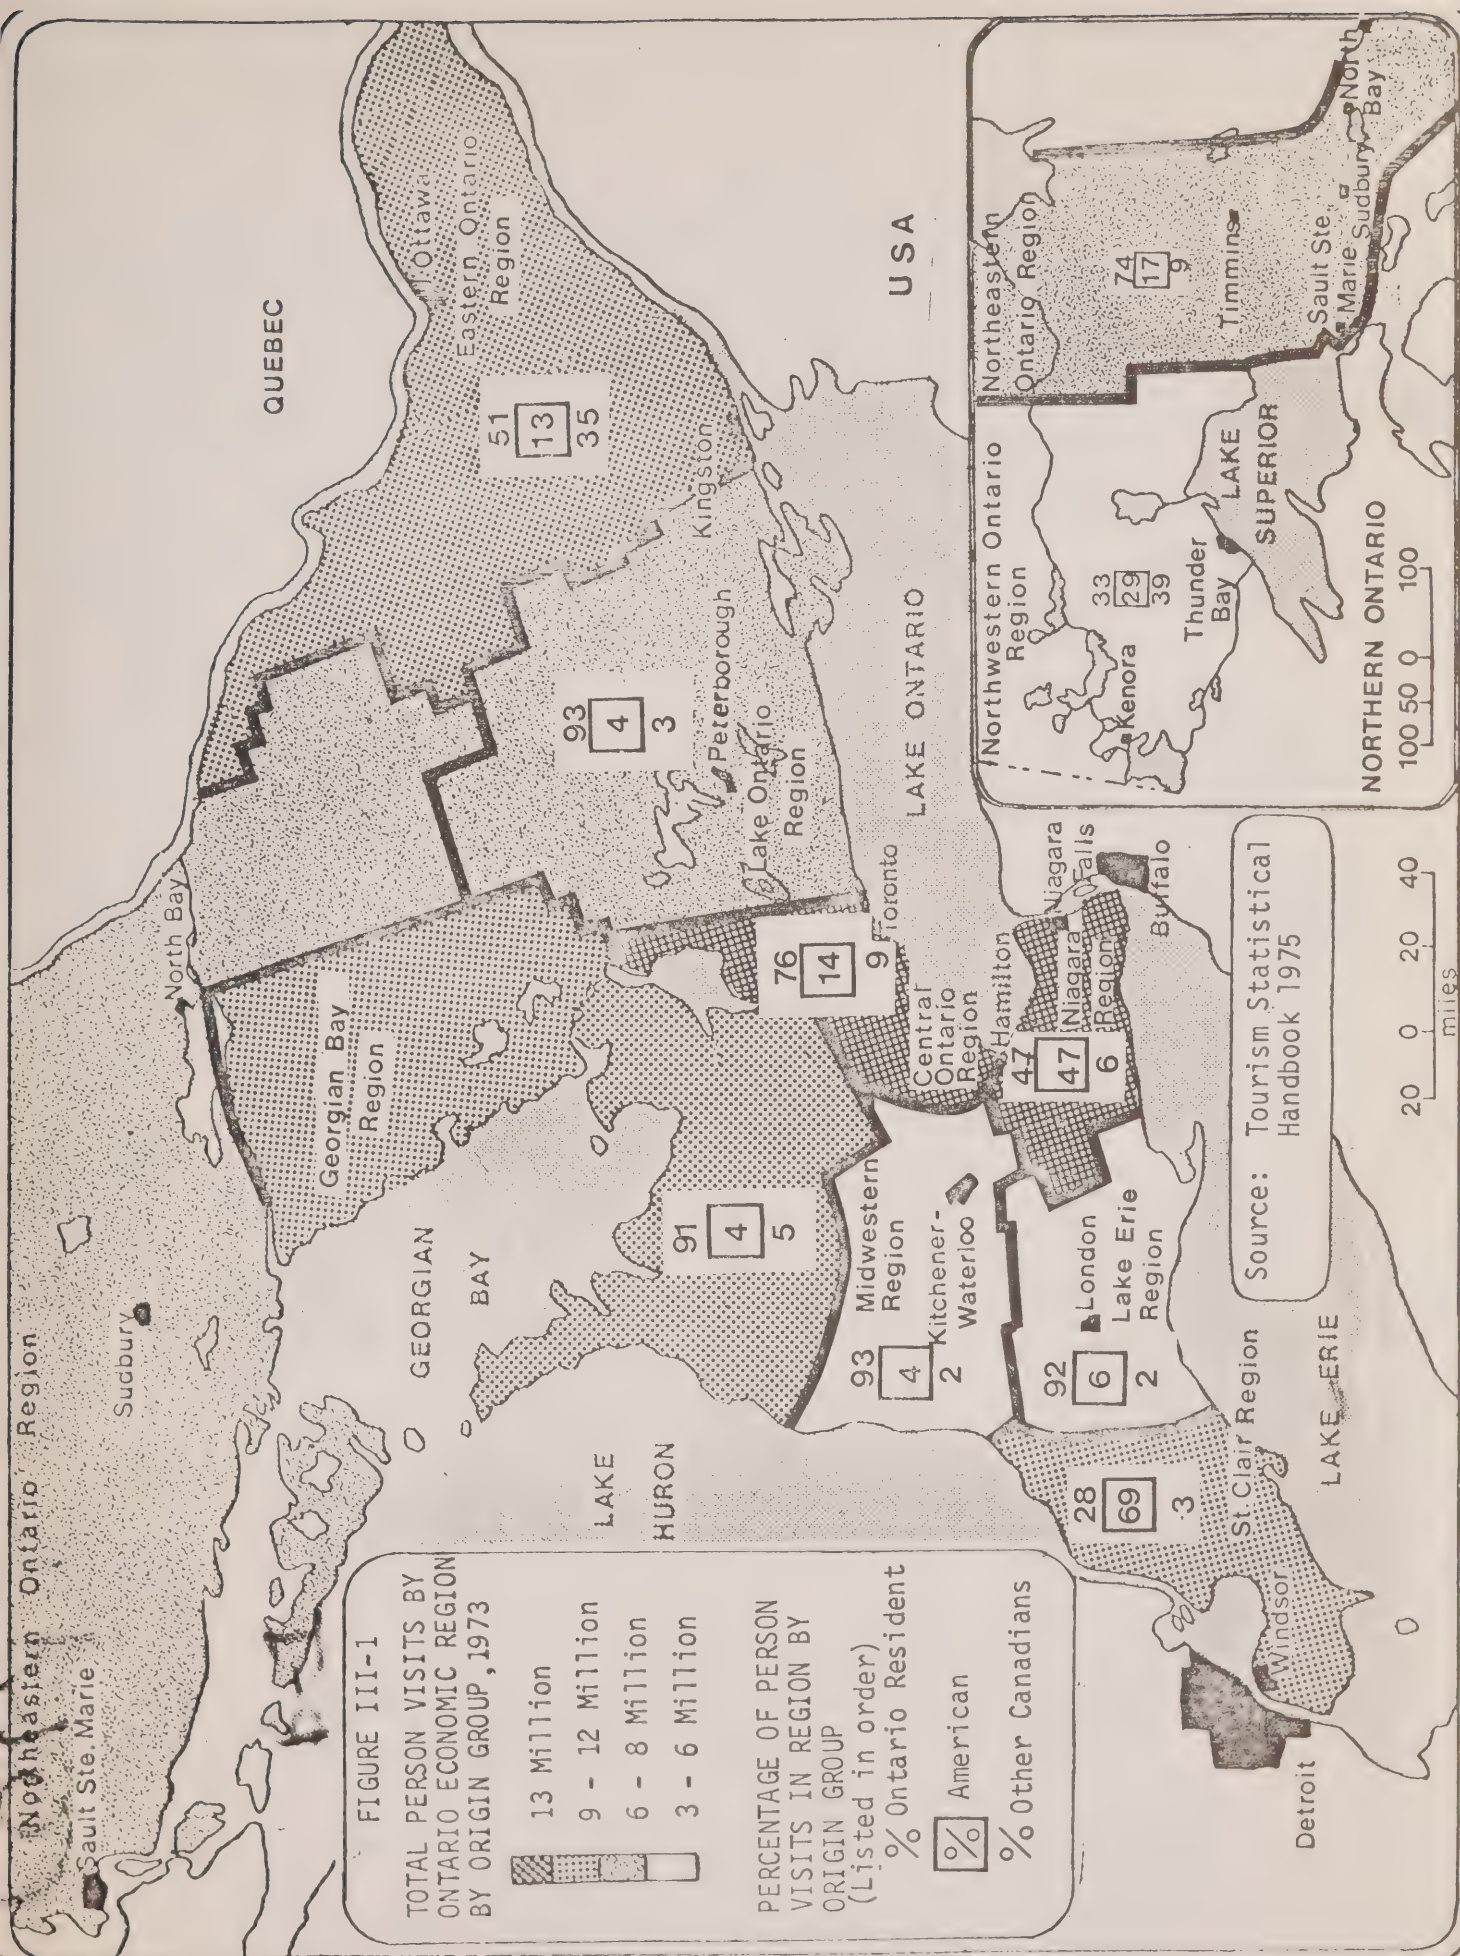 FIGURE III-1
TOTAL PERSON VISITS BY
ONTARIO ECONOMIC REGION
BY ORIGIN GROUP,1973
13 Million
9 - 12 Million
6 - 8 Million
3 - 6 Million
PERCENTAGE OF PERSON
VISITS IN REGION BY
ORIGIN GROUP
(Listed in order)
% Ontario Resident
% American
% Other Canadians
Northeastern Ontario Region
Sault Ste. Marie
Sudbury
North Bay
QUEBEC
Georgian Bay
Region
GEORGIAN
BAY
LAKE
HURON
91
4
5
Ottawa
Eastern Ontario
Region
51
13
35
Kingston
93
4
3
Peterborough
Lake Ontario
Region
76
14
9
Toronto
Central
Ontario
Region
Hamilton
LAKE ONTARIO
USA
Niagara
Falls
Niagara
Region
47
47
6
Buffalo
Midwestern
Region
Kitchener-
Waterloo
93
4
2
London
Lake Erie
Region
92
6
2
St Clair Region
28
69
3
Windsor
Detroit
LAKE ERIE
Source: Tourism Statistical
Handbook 1975
20 0 20 40
miles
Northwestern Ontario
Region
33
29
39
Kenora
Thunder
Bay
LAKE
SUPERIOR
Northeastern
Ontario Region
74
17
9
Timmins
Sault Ste.
Marie
Sudbury
North
Bay
NORTHERN ONTARIO
100 50 0 100